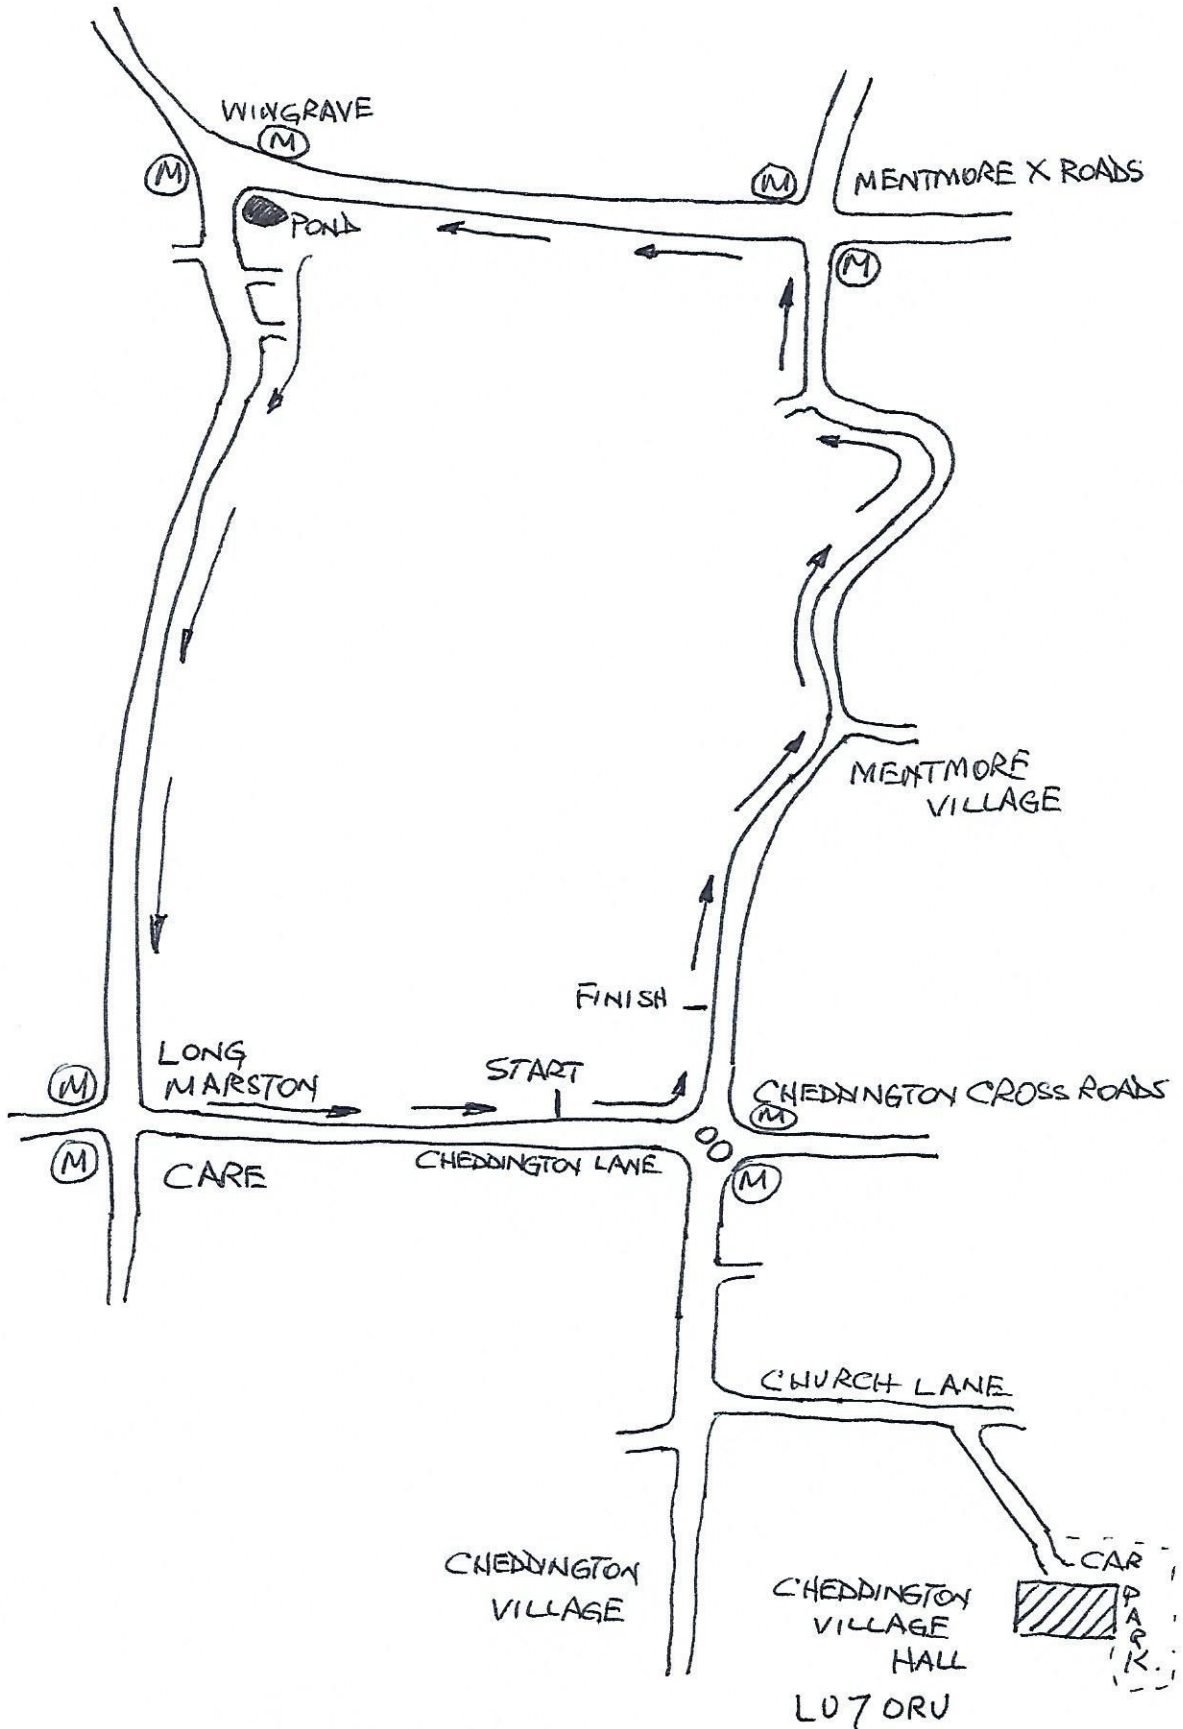 WINGRAVE
M
M
M
MENTMORE X ROADS
POND
M
MENTMORE
VILLAGE
FINISH
LONG
MARSTON
START
M
CHEDDINGTON CROSS ROADS
M
M
CARE
CHEDDINGTON LANE
M
CHURCH LANE
CHEDDINGTON
VILLAGE
CHEDDINGTON
VILLAGE
HALL
LU7 0RU
CAR
PARK.